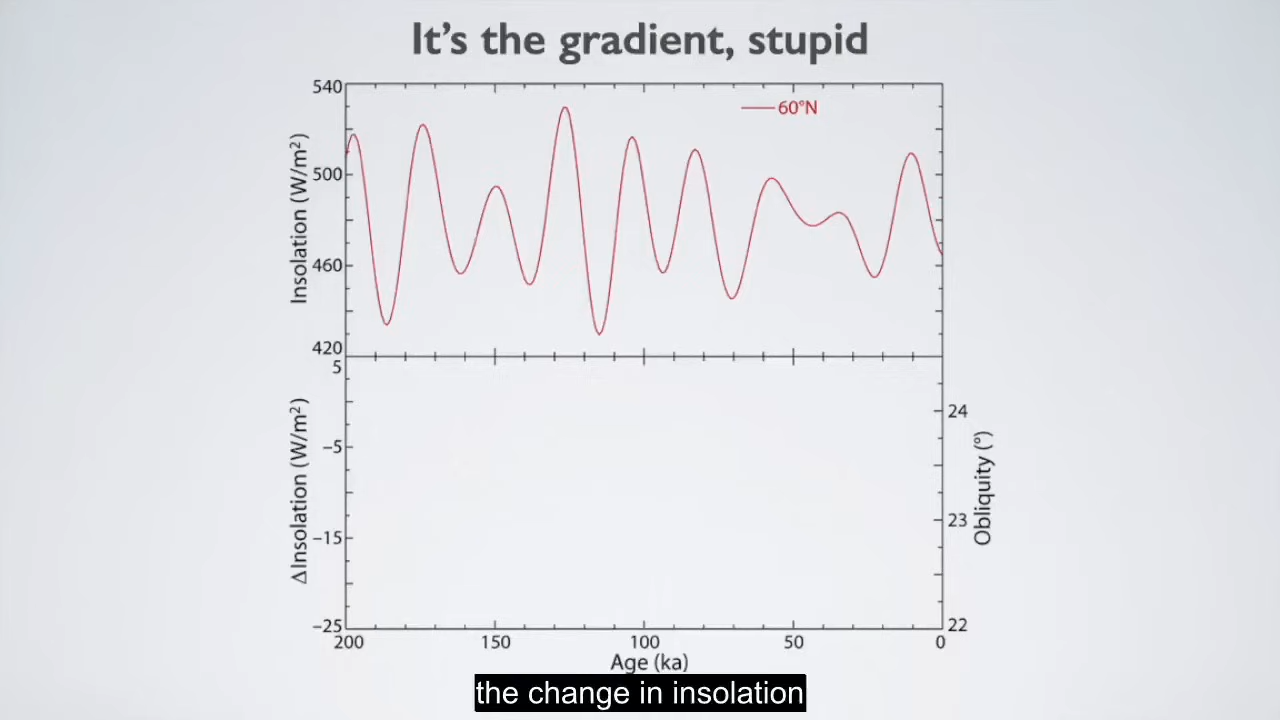 It's the gradient, stupid
540
500
460
420
Insolation (W/m²)
60°N
5
−5
−15
−25
ΔInsolation (W/m²)
24
23
22
Obliquity (°)
200 150 100 50 0
Age (ka)
the change in insolation